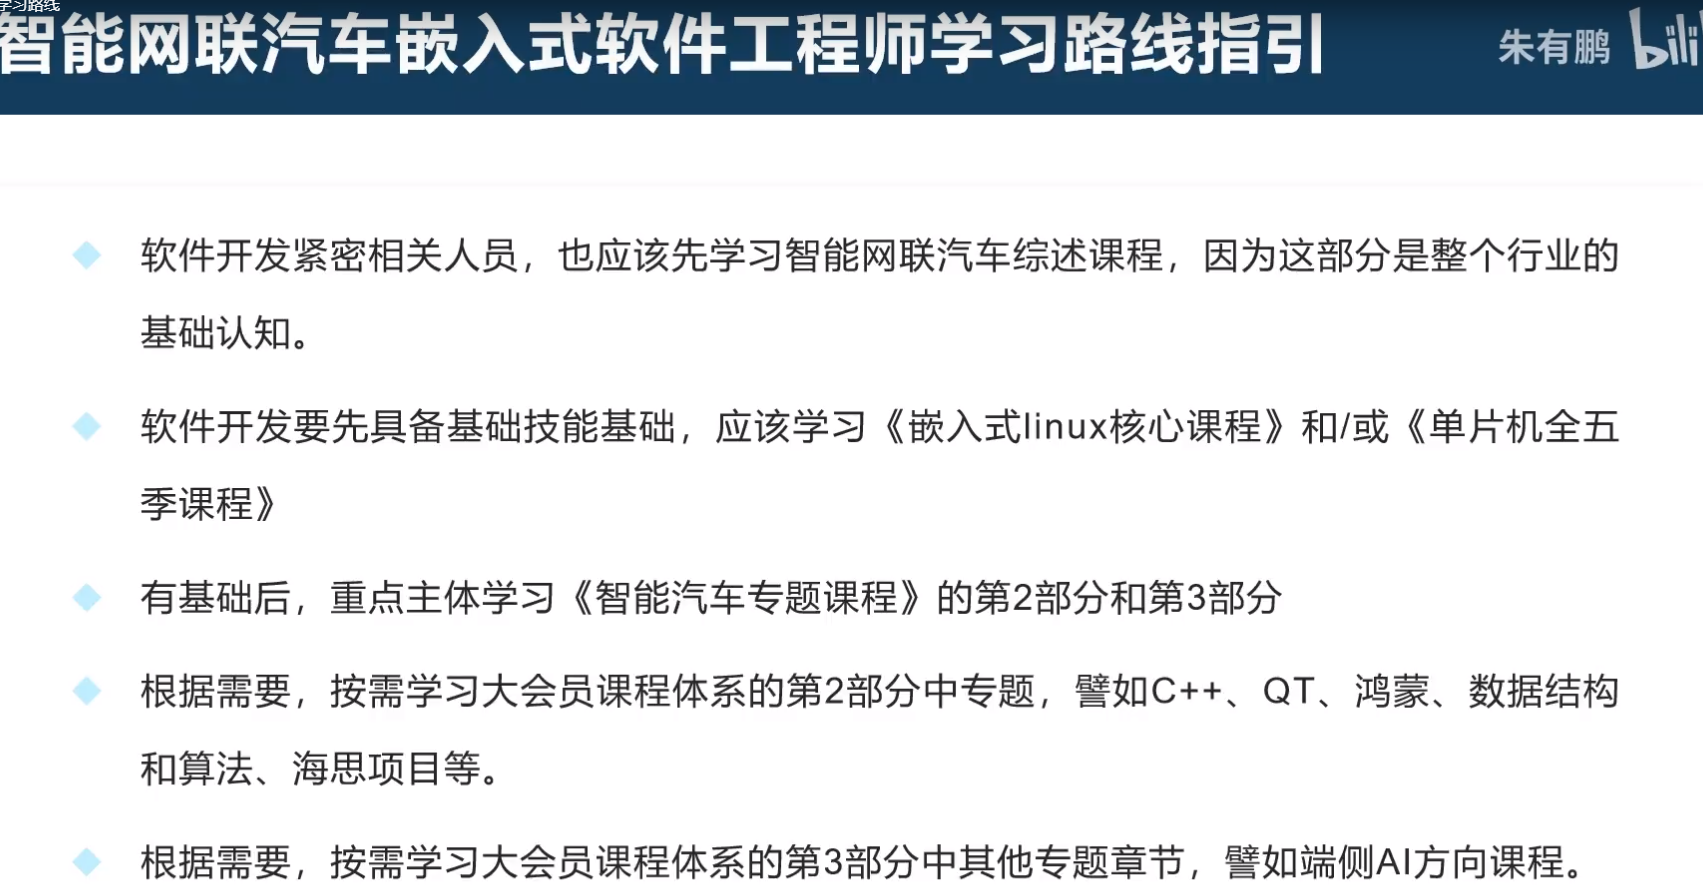 学习路线
智能网联汽车嵌入式软件工程师学习路线指引
朱有鹏 bili
软件开发紧密相关人员，也应该先学习智能网联汽车综述课程，因为这部分是整个行业的
基础认知。
软件开发要先具备基础技能基础，应该学习《嵌入式linux核心课程》和/或《单片机全五
季课程》
有基础后，重点主体学习《智能汽车专题课程》的第2部分和第3部分
根据需要，按需学习大会员课程体系的第2部分中专题，譬如C++、QT、鸿蒙、数据结构
和算法、海思项目等。
根据需要，按需学习大会员课程体系的第3部分中其他专题章节，譬如端侧AI方向课程。